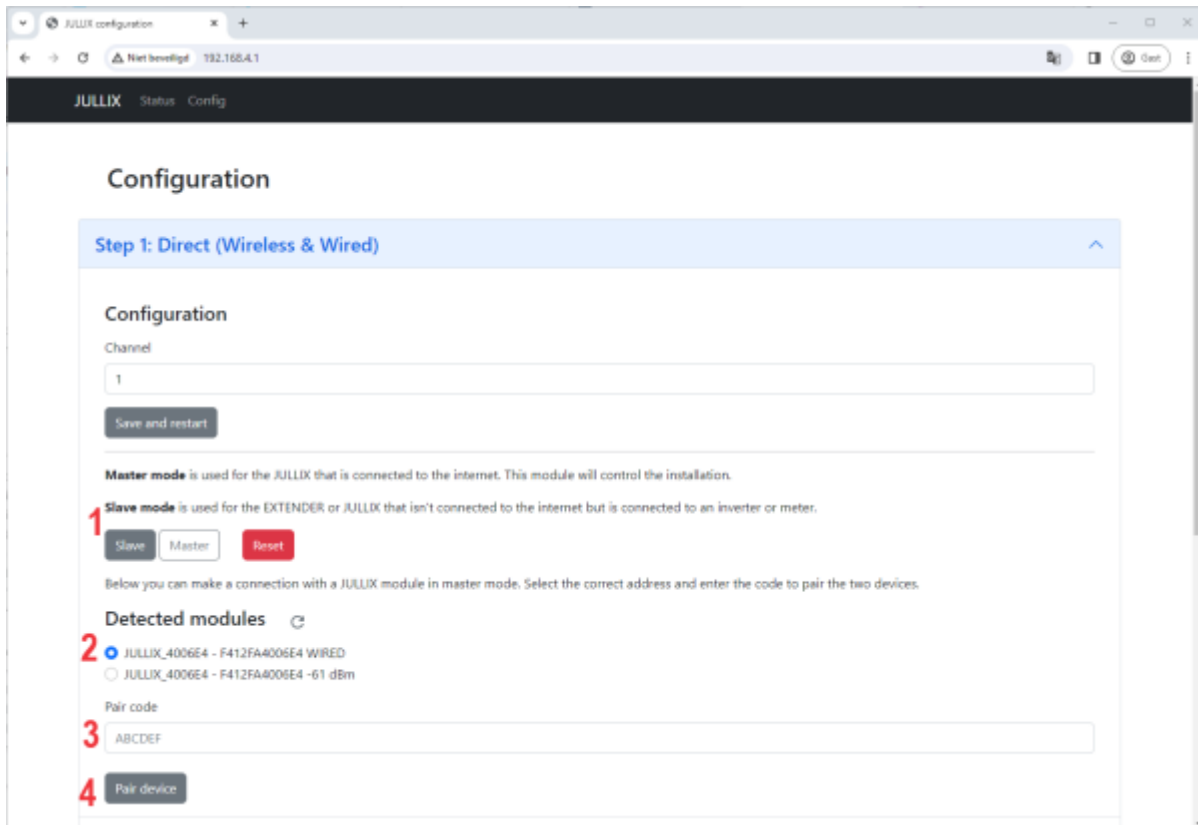 JULLIX configuration
Niet beveiligd 192.168.4.1
Gast
JULLIX Status Config
Configuration
Step 1: Direct (Wireless & Wired)
Configuration
Channel
1
Save and restart
Master mode is used for the JULLIX that is connected to the internet. This module will control the installation.
Slave mode is used for the EXTENDER or JULLIX that isn't connected to the internet but is connected to an inverter or meter.
1
Slave Master Reset
Below you can make a connection with a JULLIX module in master mode. Select the correct address and enter the code to pair the two devices.
Detected modules
2 JULLIX_4006E4 - F412FA4006E4 WIRED
JULLIX_4006E4 - F412FA4006E4 -61 dBm
Pair code
3 ABCDEF
4 Pair device